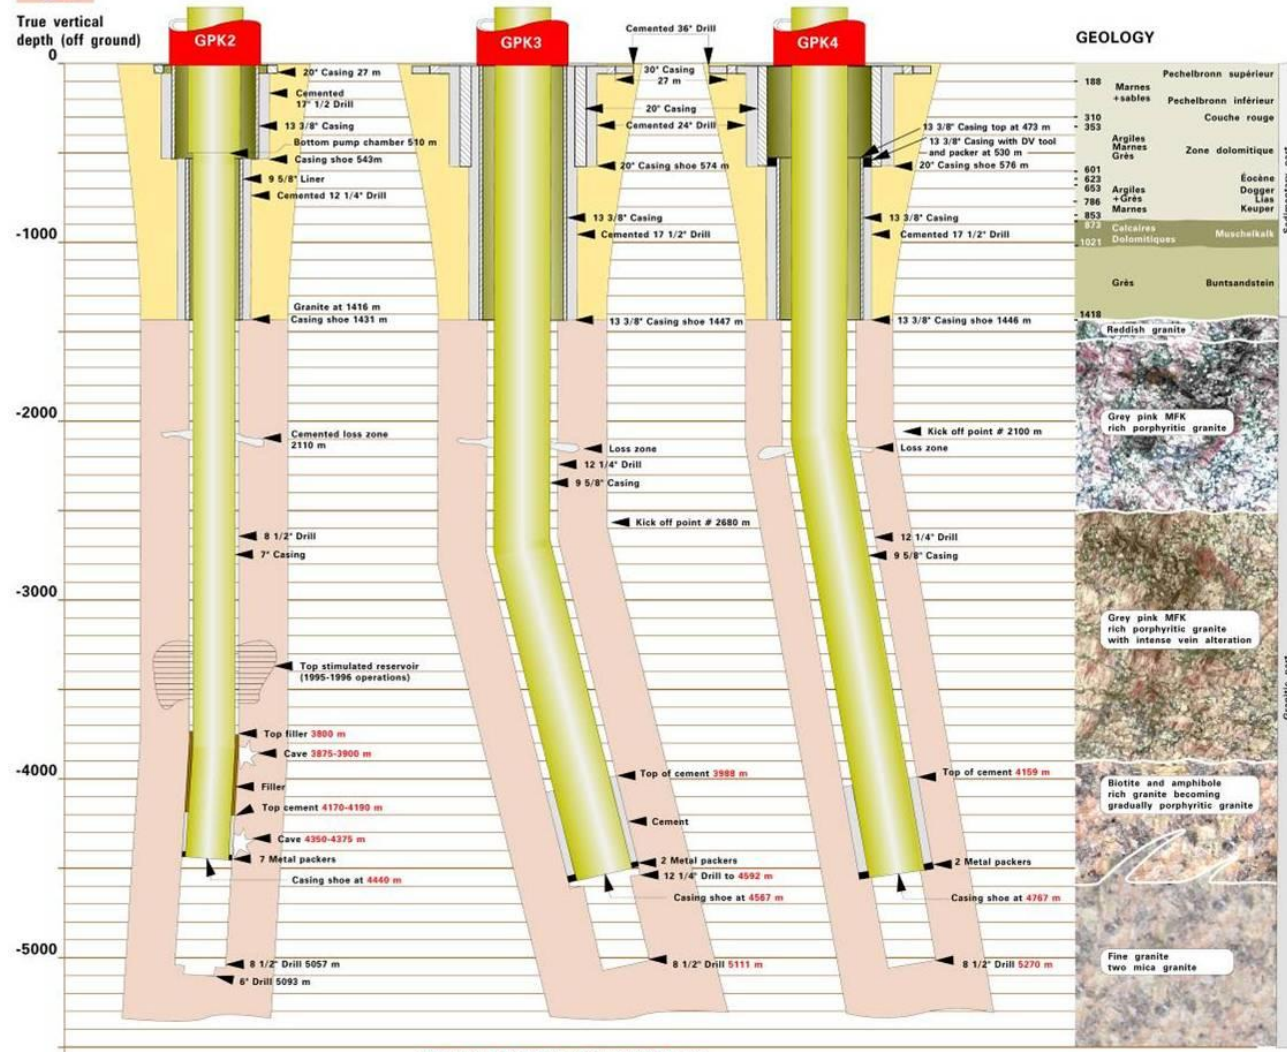 True vertical
depth (off ground)
0
-1000
-2000
-3000
-4000
-5000
GPK2
20" Casing 27 m
Cemented
17" 1/2 Drill
13 3/8" Casing
Bottom pump chamber 510 m
Casing shoe 543m
9 5/8" Liner
Cemented 12 1/4" Drill
Granite at 1416 m
Casing shoe 1431 m
Cemented loss zone
2110 m
8 1/2" Drill
7" Casing
Top stimulated reservoir
(1995-1996 operations)
Top filler 3800 m
Cave 3875-3900 m
Filler
Top cement 4170-4190 m
Cave 4350-4375 m
7 Metal packers
Casing shoe at 4440 m
8 1/2" Drill 5057 m
6" Drill 5093 m
GPK3
Cemented 36" Drill
30" Casing
27 m
20" Casing
Cemented 24" Drill
20" Casing shoe 574 m
13 3/8" Casing
Cemented 17 1/2" Drill
13 3/8" Casing shoe 1447 m
Loss zone
12 1/4" Drill
9 5/8" Casing
Kick off point # 2680 m
Top of cement 3988 m
Cement
2 Metal packers
12 1/4" Drill to 4592 m
Casing shoe at 4567 m
8 1/2" Drill 5111 m
GPK4
13 3/8" Casing top at 473 m
13 3/8" Casing with DV tool
and packer at 530 m
20" Casing shoe 576 m
13 3/8" Casing
Cemented 17 1/2" Drill
13 3/8" Casing shoe 1446 m
Kick off point # 2100 m
Loss zone
12 1/4" Drill
9 5/8" Casing
Top of cement 4159 m
2 Metal packers
Casing shoe at 4767 m
8 1/2" Drill 5270 m
GEOLOGY
Pechelbronn supérieur
188
Marnes
+sables
Pechelbronn inférieur
310
Couche rouge
353
Argiles
Marnes
Grès
Zone dolomitique
601
623 Éocène
653 Argiles Dogger
+Grès Lias
786
Marnes Keuper
853
873 Calcaires
Dolomitiques Muschelkalk
1021
Grès Buntsandstein
1418
Reddish granite
Grey pink MFK
rich porphyritic granite
Grey pink MFK
rich porphyritic granite
with intense vein alteration
Biotite and amphibole
rich granite becoming
gradually porphyritic granite
Fine granite
two mica granite